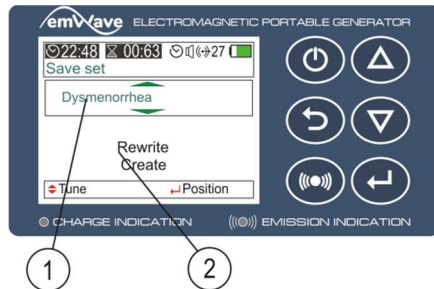 emWave ELECTROMAGNETIC PORTABLE GENERATOR
22:48 00:63 27
Save set
Dysmenorrhea
Rewrite
Create
Tune Position
CHARGE INDICATION EMISSION INDICATION
1 2